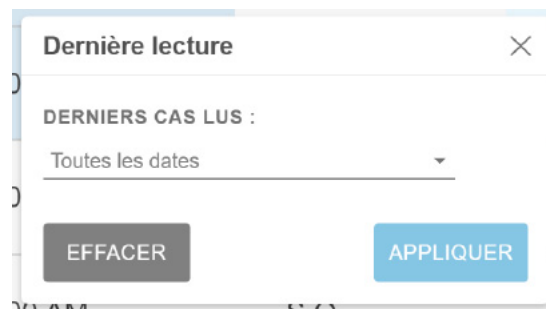 Dernière lecture
DERNIERS CAS LUS :
Toutes les dates
EFFACER
APPLIQUER